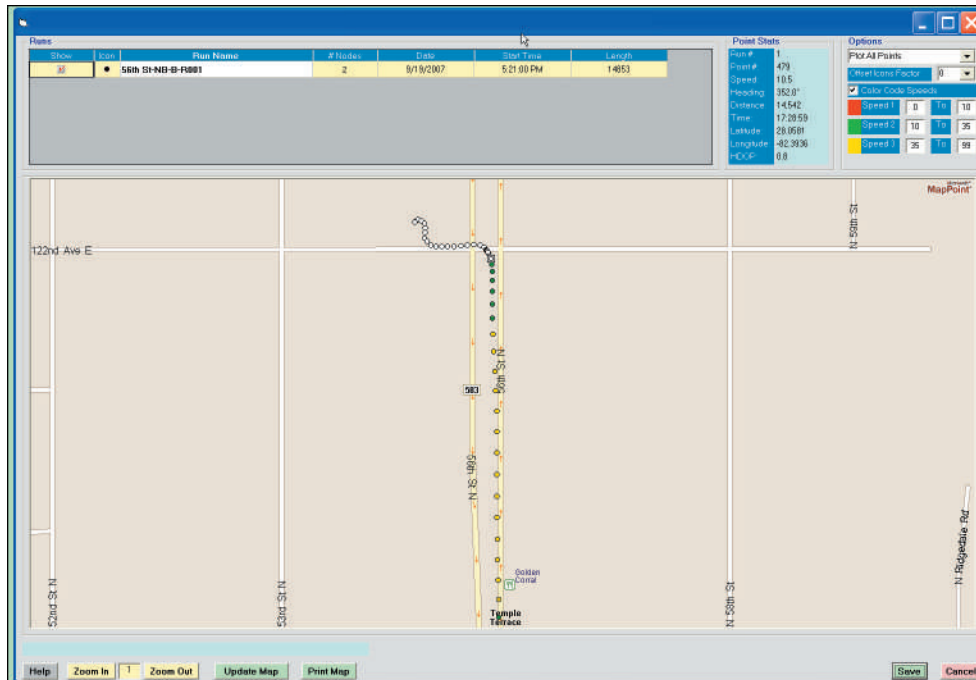 Runs
Show Icon Run Name # Nodes Date Start Time Length
56th St-NB-B-R001 2 9/19/2007 5:21:00 PM 14853
Point Stats
Run # 1
Point # 479
Speed 10.5
Heading 352.0°
Distance 14,542
Time: 17:28:59
Latitude 28.0581
Longitude -82.3936
HDOP 0.8
Options
Plot All Points
Offset Icons Factor 0
Color Code Speeds
Speed 1 0 To 10
Speed 2 10 To 35
Speed 3 35 To 99
MapPoint
122nd Ave E
N 59th St
56th St N
583
56th St N
52nd St N
53rd St N
N 58th St
N Ridgedale Rd
Golden
Corral
Temple
Terrace
Help Zoom In 1 Zoom Out Update Map Print Map Save Cancel